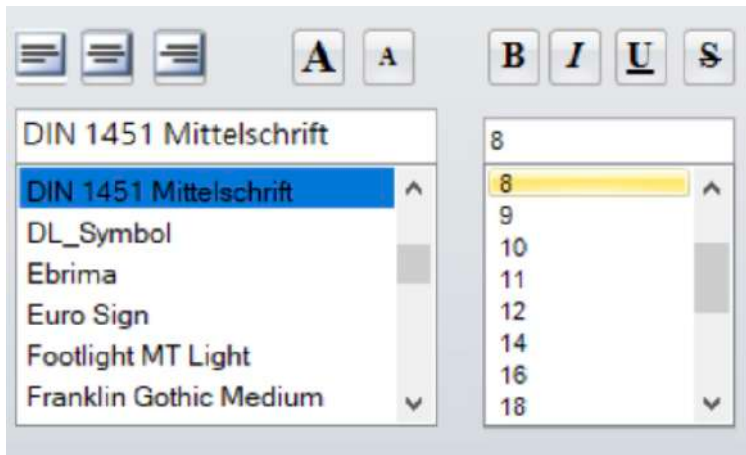 A A B I U S
DIN 1451 Mittelschrift
DIN 1451 Mittelschrift
DL_Symbol
Ebrima
Euro Sign
Footlight MT Light
Franklin Gothic Medium
8
8
9
10
11
12
14
16
18